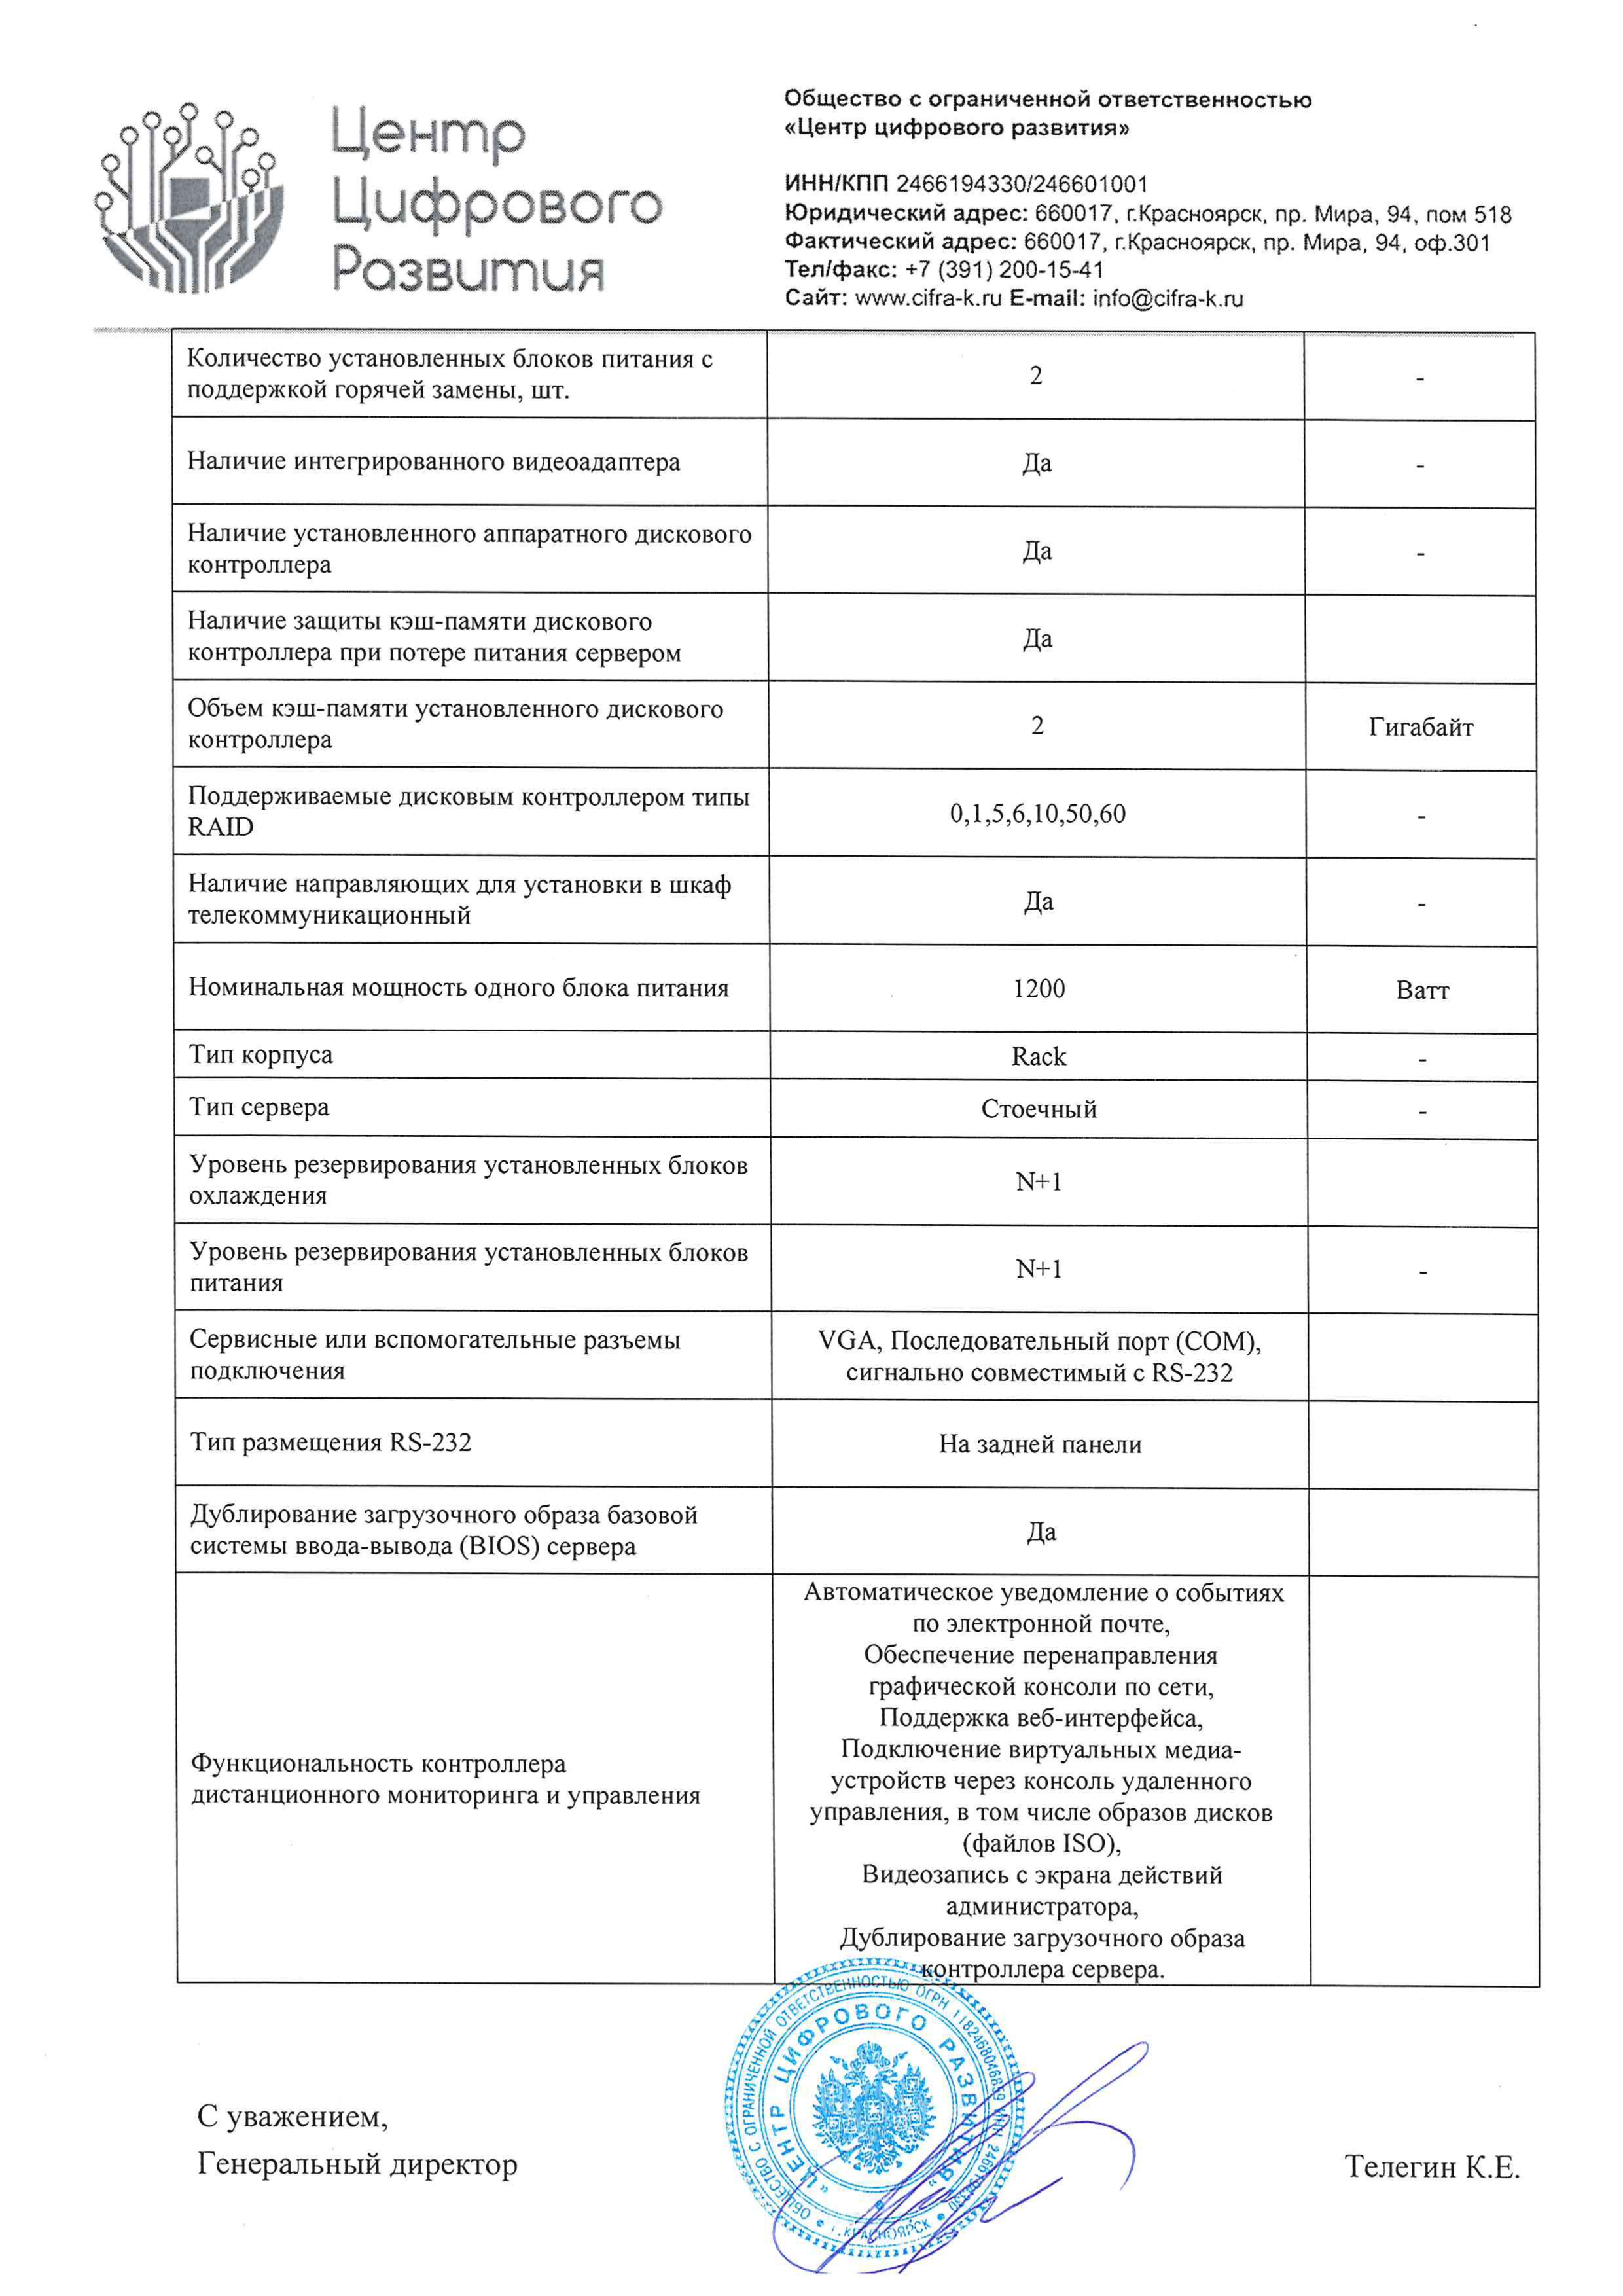 Центр
Цифрового
Развития
Общество с ограниченной ответственностью
«Центр цифрового развития»
ИНН/КПП 2466194330/246601001
Юридический адрес: 660017, г.Красноярск, пр. Мира, 94, пом 518
Фактический адрес: 660017, г.Красноярск, пр. Мира, 94, оф.301
Тел/факс: +7 (391) 200-15-41
Сайт: www.cifra-k.ru E-mail: info@cifra-k.ru
Количество установленных блоков питания с
поддержкой горячей замены, шт.
2
-
Наличие интегрированного видеоадаптера
Да
-
Наличие установленного аппаратного дискового
контроллера
Да
-
Наличие защиты кэш-памяти дискового
контроллера при потере питания сервером
Да
Объем кэш-памяти установленного дискового
контроллера
2
Гигабайт
Поддерживаемые дисковым контроллером типы
RAID
0,1,5,6,10,50,60
-
Наличие направляющих для установки в шкаф
телекоммуникационный
Да
-
Номинальная мощность одного блока питания
1200
Ватт
Тип корпуса
Rack
-
Тип сервера
Стоечный
-
Уровень резервирования установленных блоков
охлаждения
N+1
Уровень резервирования установленных блоков
питания
N+1
-
Сервисные или вспомогательные разъемы
подключения
VGA, Последовательный порт (COM),
сигнально совместимый с RS-232
Тип размещения RS-232
На задней панели
Дублирование загрузочного образа базовой
системы ввода-вывода (BIOS) сервера
Да
Функциональность контроллера
дистанционного мониторинга и управления
Автоматическое уведомление о событиях
по электронной почте,
Обеспечение перенаправления
графической консоли по сети,
Поддержка веб-интерфейса,
Подключение виртуальных медиа-
устройств через консоль удаленного
управления, в том числе образов дисков
(файлов ISO),
Видеозапись с экрана действий
администратора,
Дублирование загрузочного образа
контроллера сервера.
ОБЩЕСТВО С ОГРАНИЧЕННОЙ ОТВЕТСТВЕННОСТЬЮ ОГРН 1182468046859 ИНН 2466194330
"ЦЕНТР ЦИФРОВОГО РАЗВИТИЯ"
Г.КРАСНОЯРСК
С уважением,
Генеральный директор
Телегин К.Е.